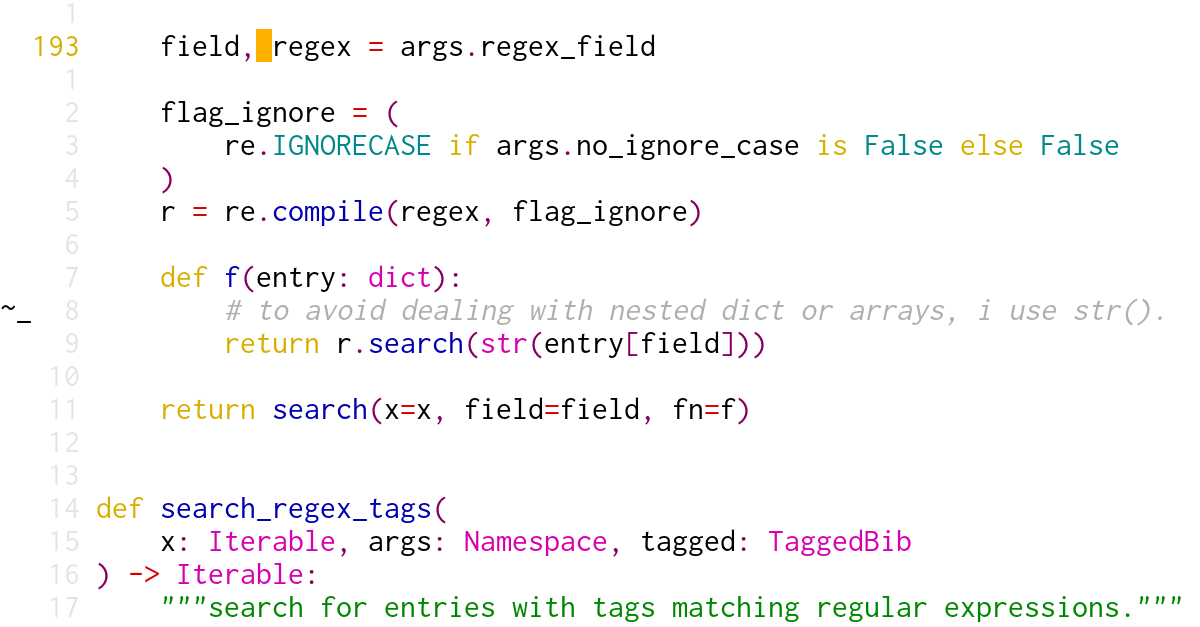 1
193 field, regex = args.regex_field
1
2 flag_ignore = (
3 re.IGNORECASE if args.no_ignore_case is False else False
4 )
5 r = re.compile(regex, flag_ignore)
6
7 def f(entry: dict):
~_ 8 # to avoid dealing with nested dict or arrays, i use str().
9 return r.search(str(entry[field]))
10
11 return search(x=x, field=field, fn=f)
12
13
14 def search_regex_tags(
15 x: Iterable, args: Namespace, tagged: TaggedBib
16 ) -> Iterable:
17 """search for entries with tags matching regular expressions."""